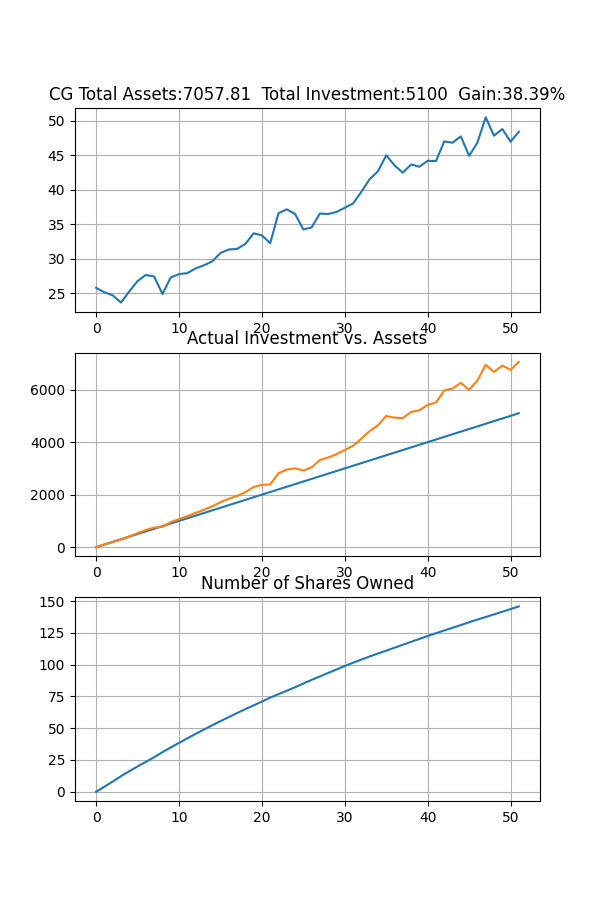 CG Total Assets:7057.81  Total Investment:5100  Gain:38.39%
50
45
40
35
30
25
0 10 20 30 40 50
Actual Investment vs. Assets
6000
4000
2000
0
0 10 20 30 40 50
Number of Shares Owned
150
125
100
75
50
25
0
0 10 20 30 40 50